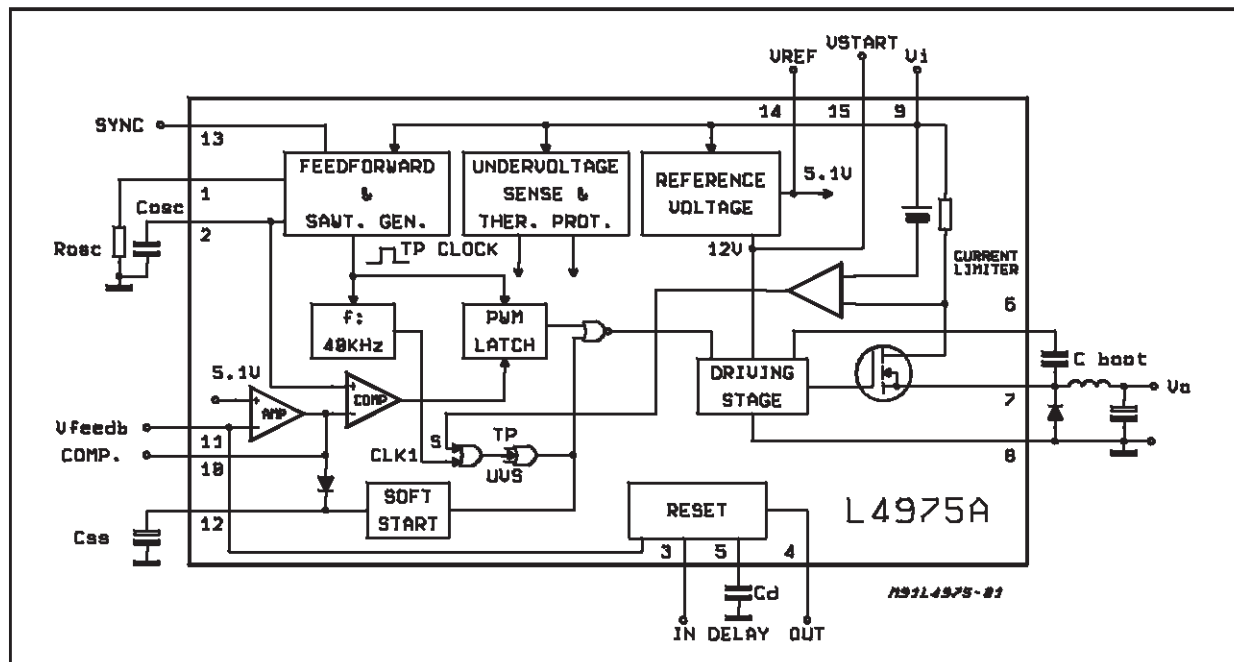 VREF
VSTART
Vi
SYNC
13
14
15
9
FEEDFORWARD
&
SAWT. GEN.
UNDERVOLTAGE
SENSE &
THER. PROT.
REFERENCE
VOLTAGE
5.1V
1
Cosc
2
Rosc
TP CLOCK
12V
CURRENT
LIMITER
6
f:
40KHz
PWM
LATCH
DRIVING
STAGE
C boot
7
Vo
8
5.1V
AMP
COMP
Vfeedb
11
COMP.
10
S
CLK1
TP
UVS
SOFT
START
12
Css
RESET
3
5
4
L4975A
Cd
M91L4975-01
IN
DELAY
OUT